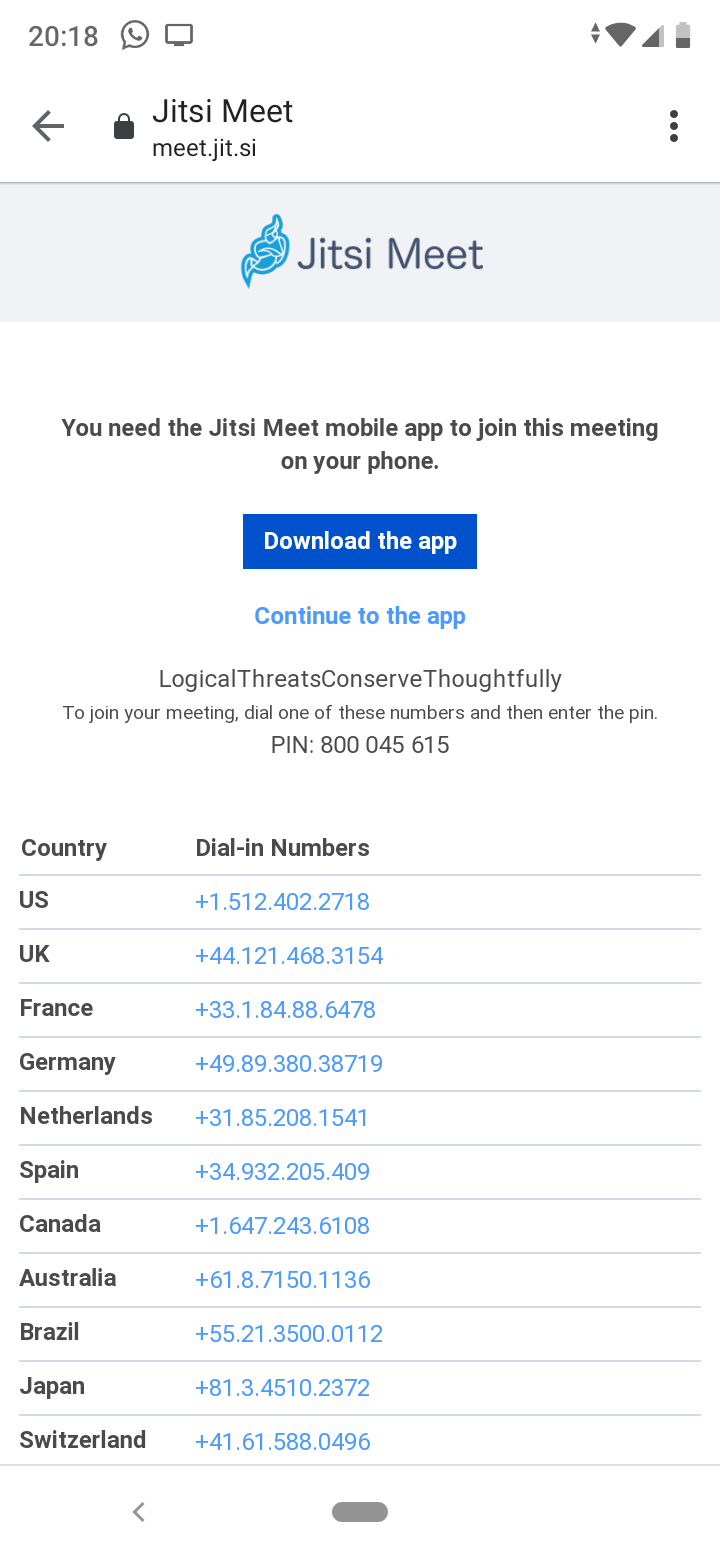 20:18
Jitsi Meet
meet.jit.si
Jitsi Meet
You need the Jitsi Meet mobile app to join this meeting
on your phone.
Download the app
Continue to the app
LogicalThreatsConserveThoughtfully
To join your meeting, dial one of these numbers and then enter the pin.
PIN: 800 045 615
Country Dial-in Numbers
US +1.512.402.2718
UK +44.121.468.3154
France +33.1.84.88.6478
Germany +49.89.380.38719
Netherlands +31.85.208.1541
Spain +34.932.205.409
Canada +1.647.243.6108
Australia +61.8.7150.1136
Brazil +55.21.3500.0112
Japan +81.3.4510.2372
Switzerland +41.61.588.0496